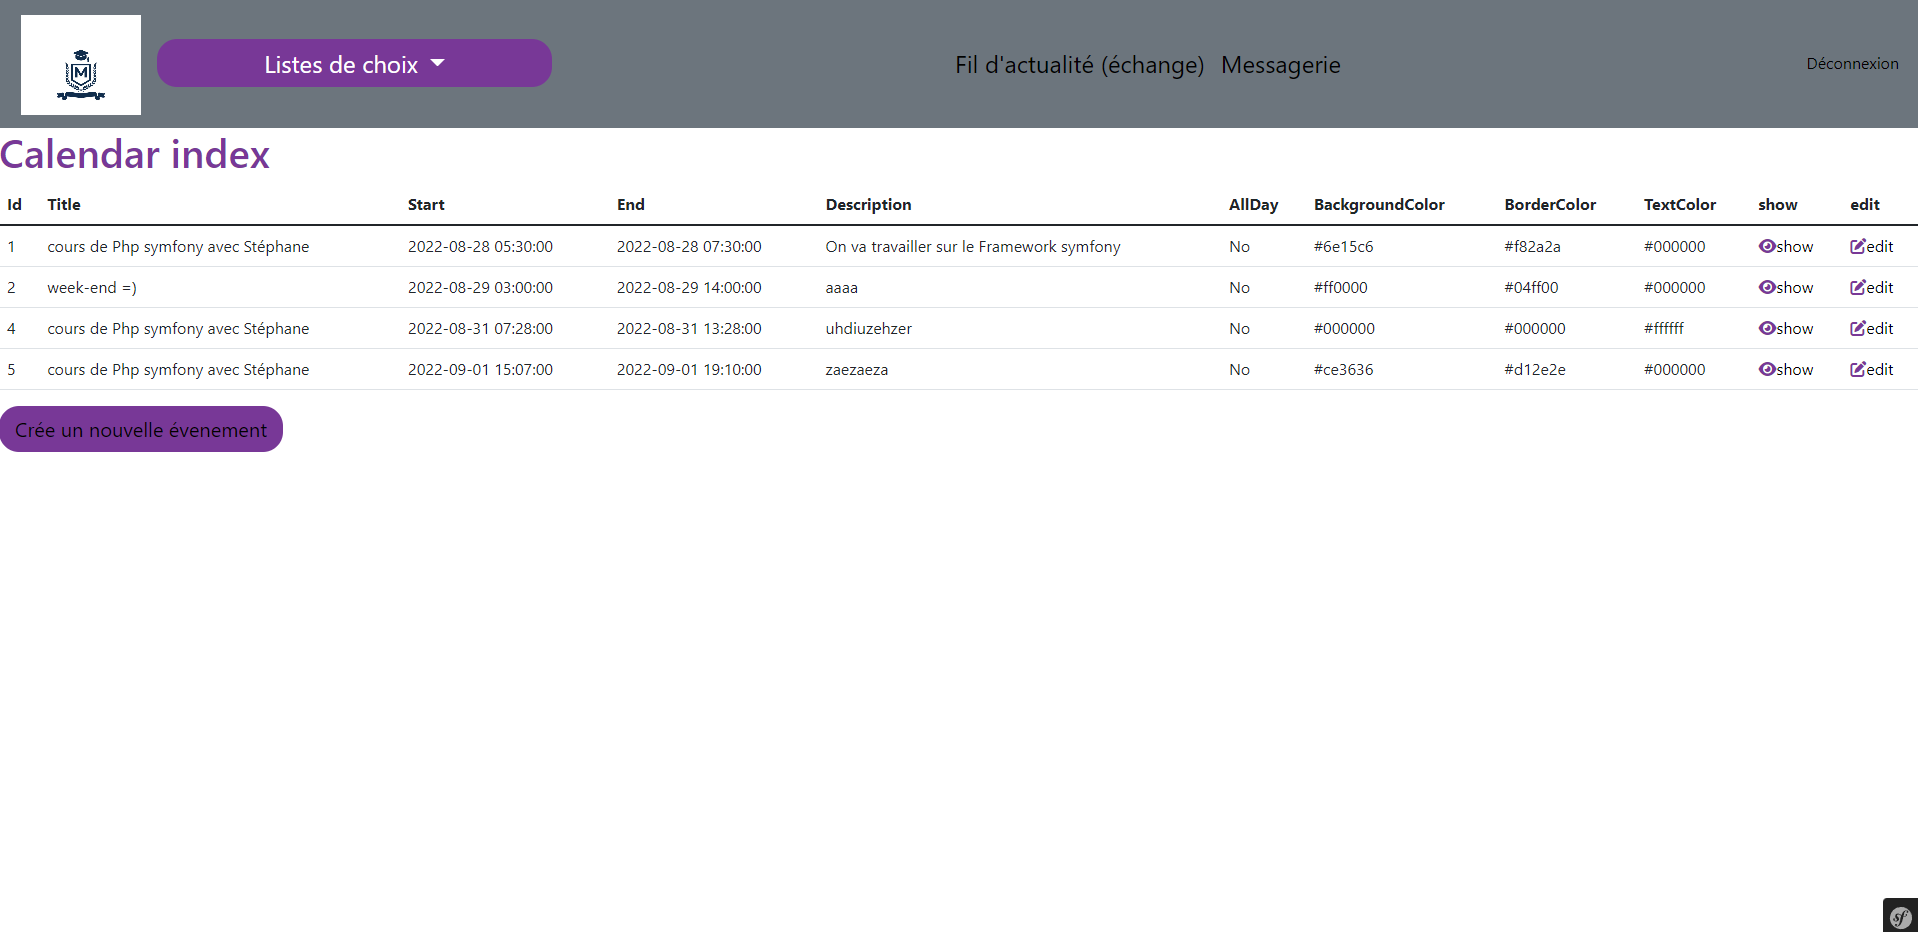 M
Listes de choix
Fil d'actualité (échange) Messagerie
Déconnexion
Calendar index
Id Title Start End Description AllDay BackgroundColor BorderColor TextColor show edit
1 cours de Php symfony avec Stéphane 2022-08-28 05:30:00 2022-08-28 07:30:00 On va travailler sur le Framework symfony No #6e15c6 #f82a2a #000000 show edit
2 week-end =) 2022-08-29 03:00:00 2022-08-29 14:00:00 aaaa No #ff0000 #04ff00 #000000 show edit
4 cours de Php symfony avec Stéphane 2022-08-31 07:28:00 2022-08-31 13:28:00 uhdiuzehzer No #000000 #000000 #ffffff show edit
5 cours de Php symfony avec Stéphane 2022-09-01 15:07:00 2022-09-01 19:10:00 zaezaeza No #ce3636 #d12e2e #000000 show edit
Crée un nouvelle évenement
sf